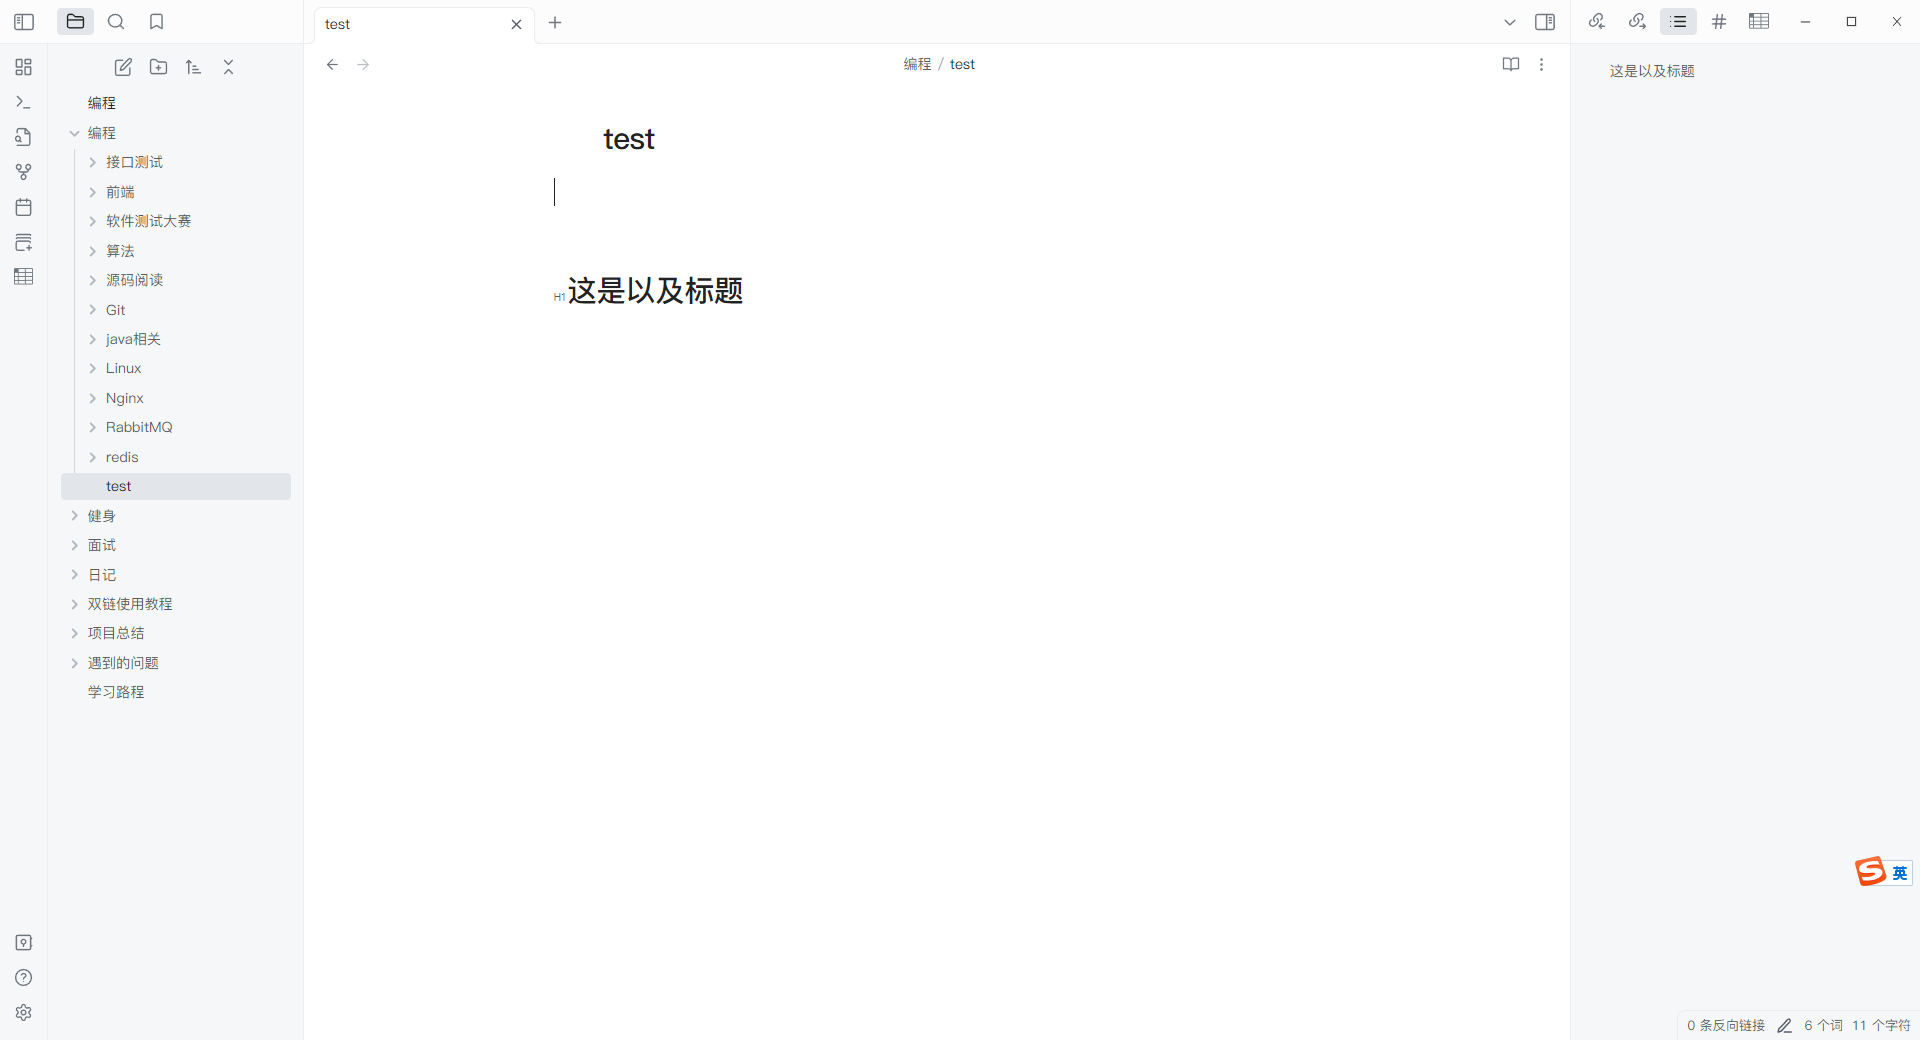 test
编程 / test
编程
编程
接口测试
前端
软件测试大赛
算法
源码阅读
Git
java相关
Linux
Nginx
RabbitMQ
redis
test
健身
面试
日记
双链使用教程
项目总结
遇到的问题
学习路程
test
H1 这是以及标题
这是以及标题
英
0 条反向链接 6 个词 11 个字符